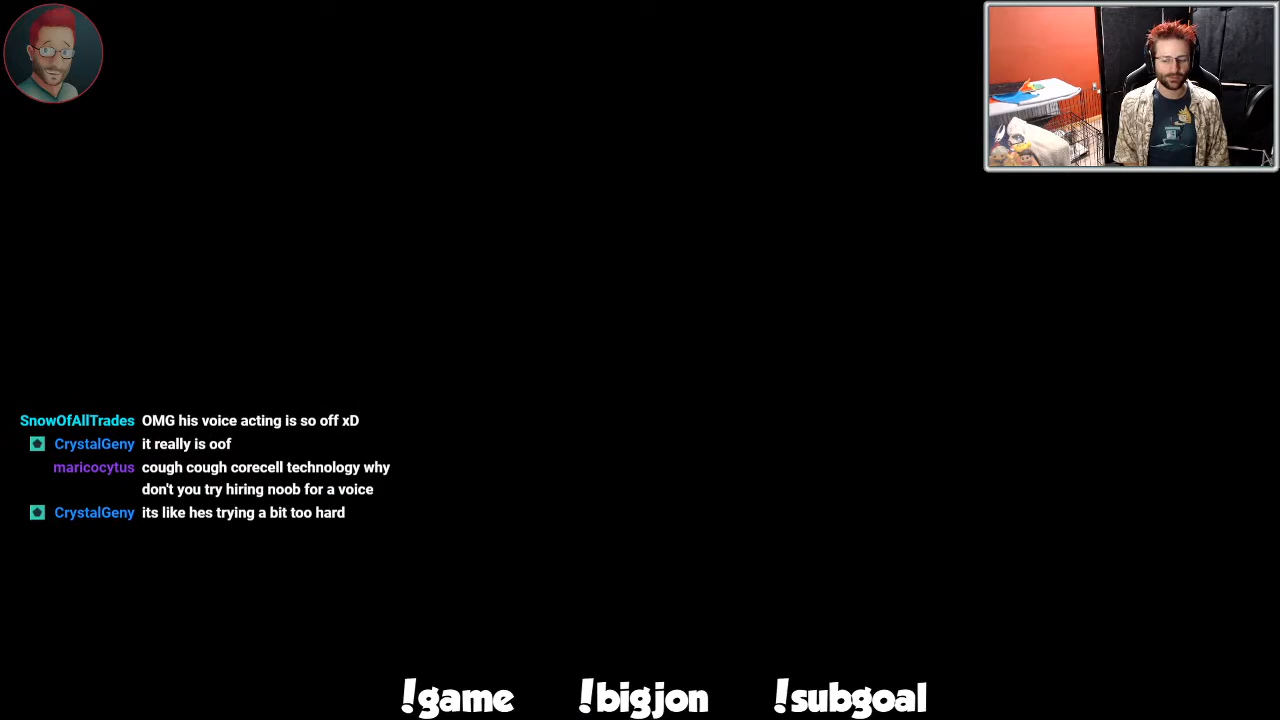 SnowOfAllTrades OMG his voice acting is so off xD
CrystalGeny it really is oof
maricocytus cough cough corecell technology why
don't you try hiring noob for a voice
CrystalGeny its like hes trying a bit too hard
!game !bigjon !subgoal